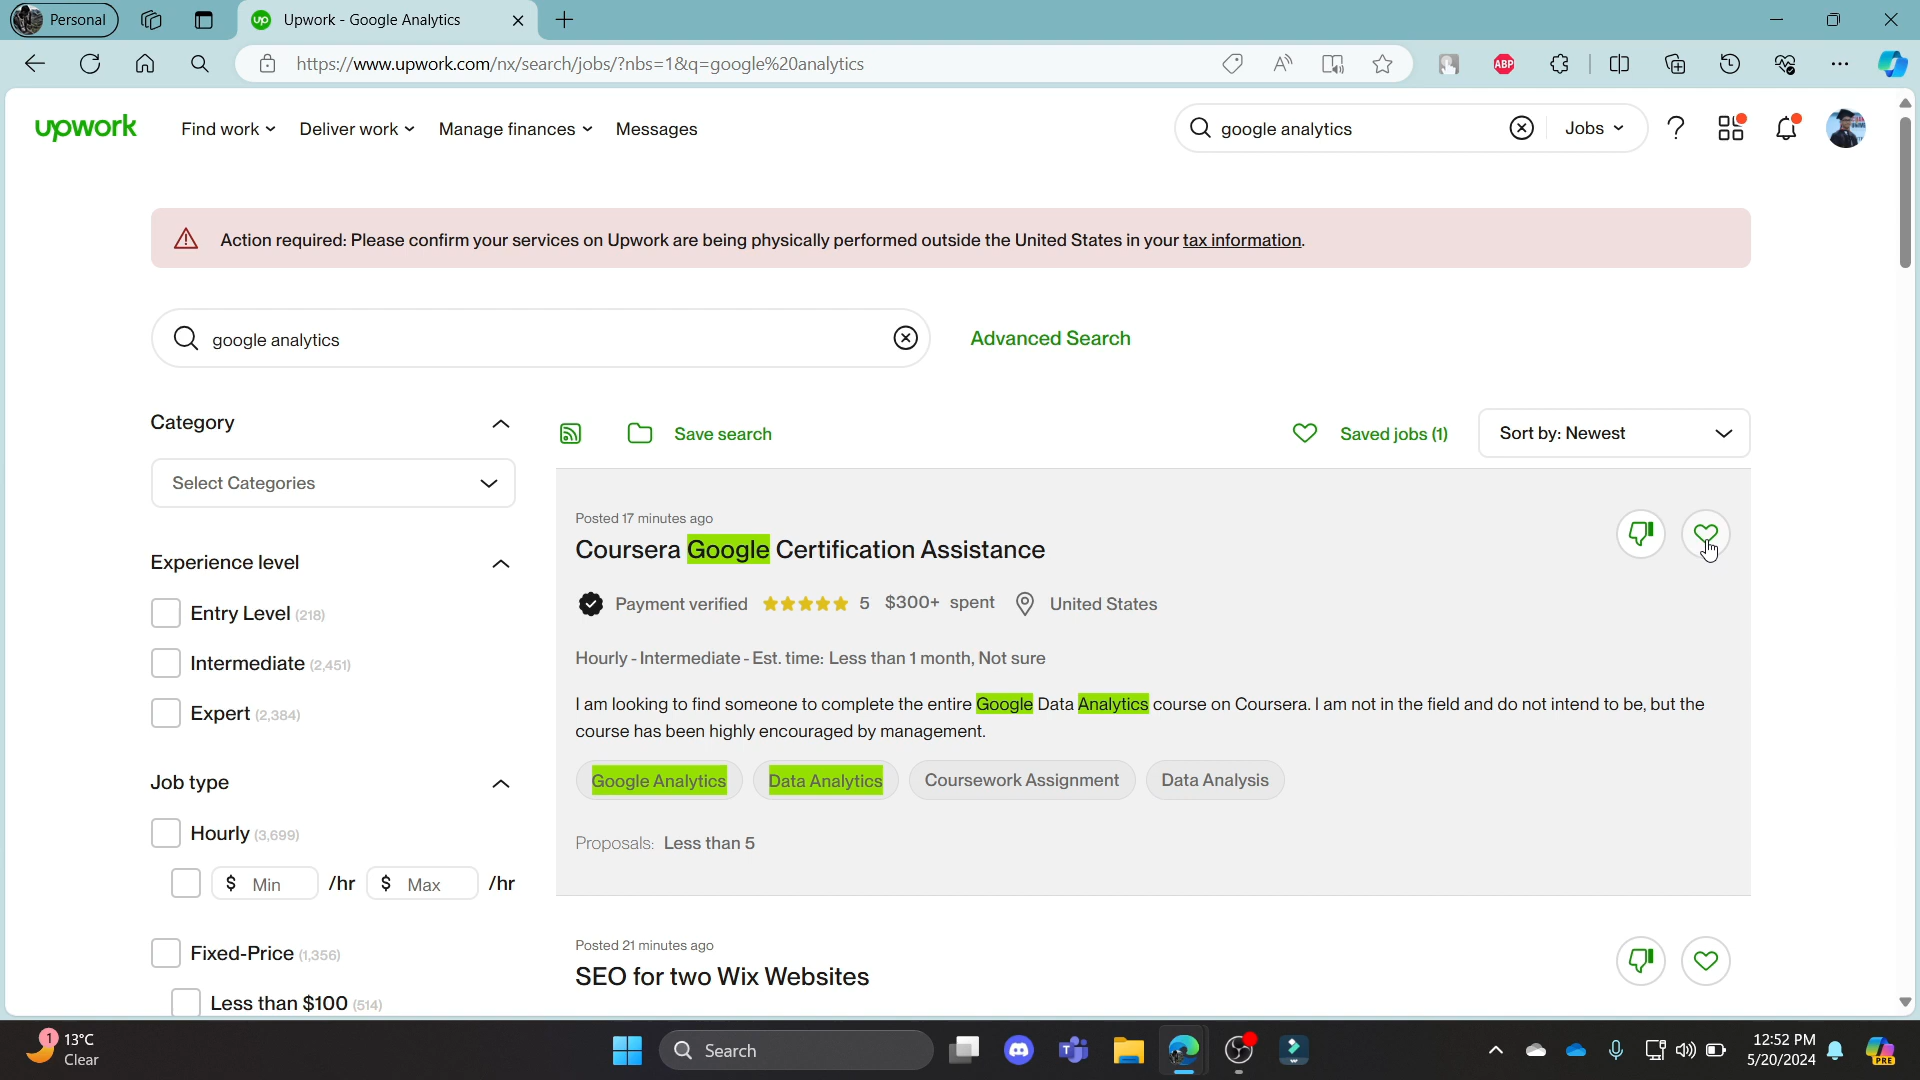 Personal
Upwork - Google Analytics
https://www.upwork.com/nx/search/jobs/?nbs=1&q=google%20analytics
ABP
upwork
Find work
Deliver work
Manage finances
Messages
google analytics
Jobs
Action required: Please confirm your services on Upwork are being physically performed outside the United States in your tax information.
google analytics
Advanced Search
Category
Select Categories
Save search
Saved jobs (1)
Sort by: Newest
Experience level
Entry Level (218)
Intermediate (2,451)
Expert (2,384)
Job type
Hourly (3,699)
$ Min /hr $ Max /hr
Fixed-Price (1,356)
Less than $100 (514)
Posted 17 minutes ago
Coursera Google Certification Assistance
Payment verified 5 $300+ spent United States
Hourly - Intermediate - Est. time: Less than 1 month, Not sure
I am looking to find someone to complete the entire Google Data Analytics course on Coursera. I am not in the field and do not intend to be, but the
course has been highly encouraged by management.
Google Analytics
Data Analytics
Coursework Assignment
Data Analysis
Proposals: Less than 5
Posted 21 minutes ago
SEO for two Wix Websites
1
13°C
Clear
Search
12:52 PM
5/20/2024
PRE